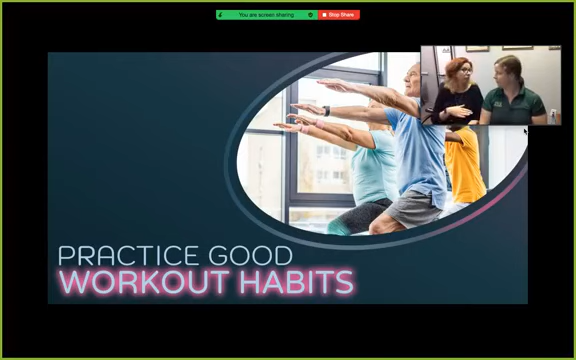 You are screen sharing
Stop Share
PRACTICE GOOD
WORKOUT HABITS